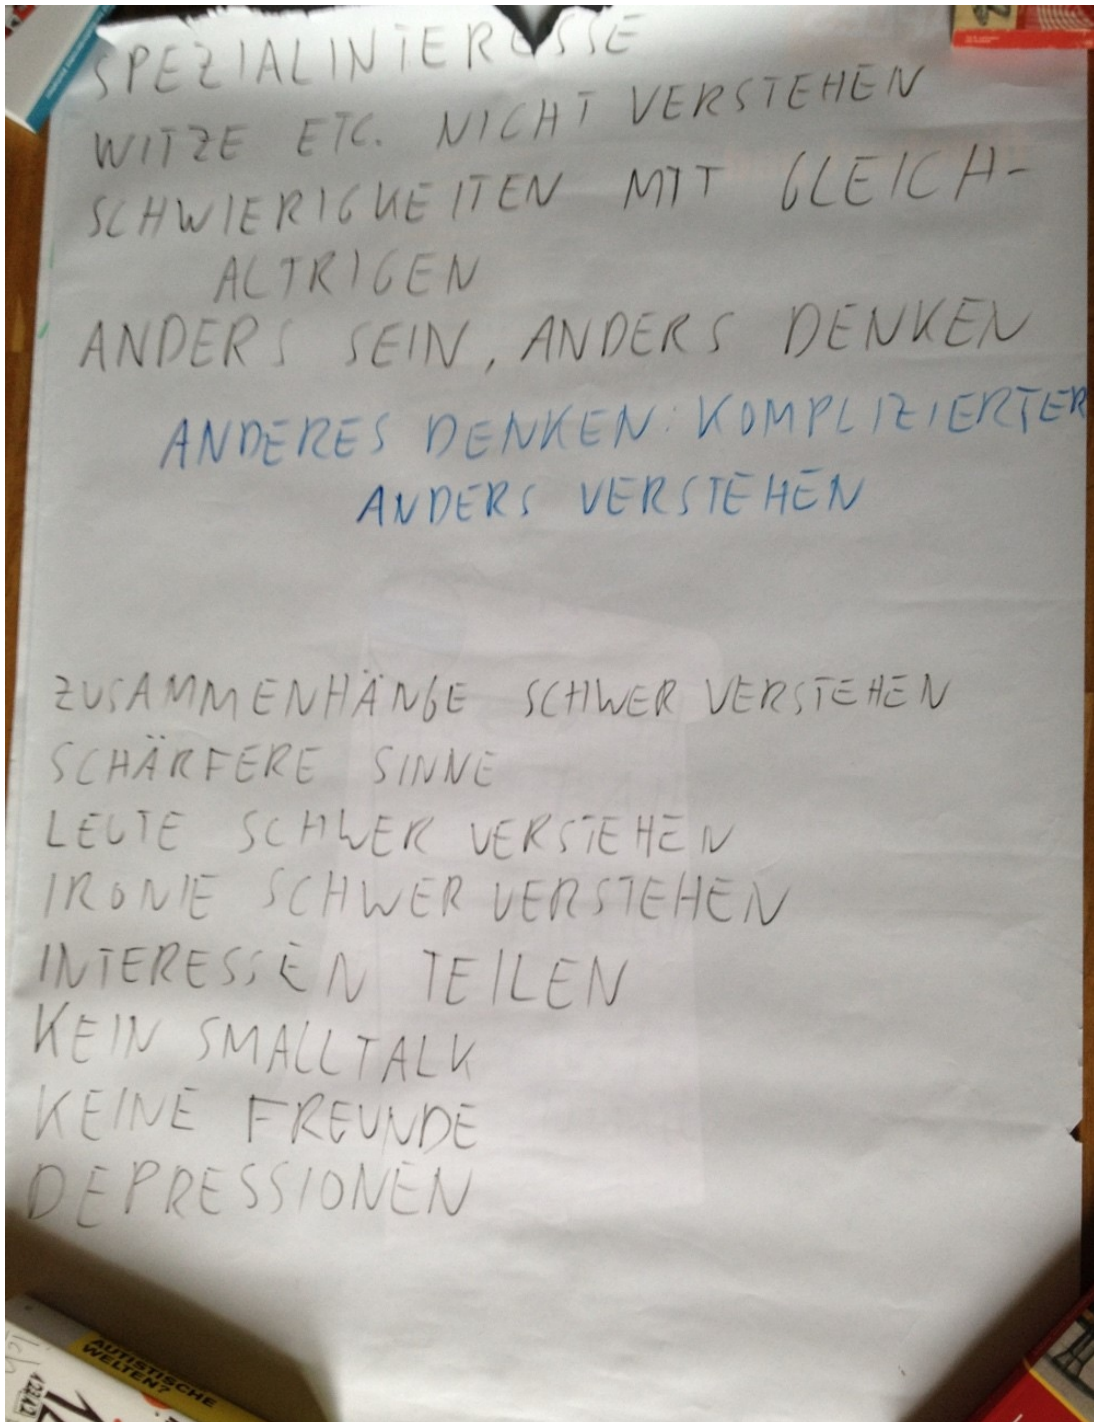 SPEZIALINTERESSE
WITZE ETC. NICHT VERSTEHEN
SCHWIERIGKEITEN MIT GLEICH-
ALTRIGEN
ANDERS SEIN, ANDERS DENKEN
ANDERES DENKEN: KOMPLIZIERTER
ANDERS VERSTEHEN
ZUSAMMENHÄNGE SCHWER VERSTEHEN
SCHÄRFERE SINNE
LEUTE SCHWER VERSTEHEN
IRONIE SCHWER VERSTEHEN
INTERESSEN TEILEN
KEIN SMALLTALK
KEINE FREUNDE
DEPRESSIONEN
AUTISTISCHE
WELTEN?